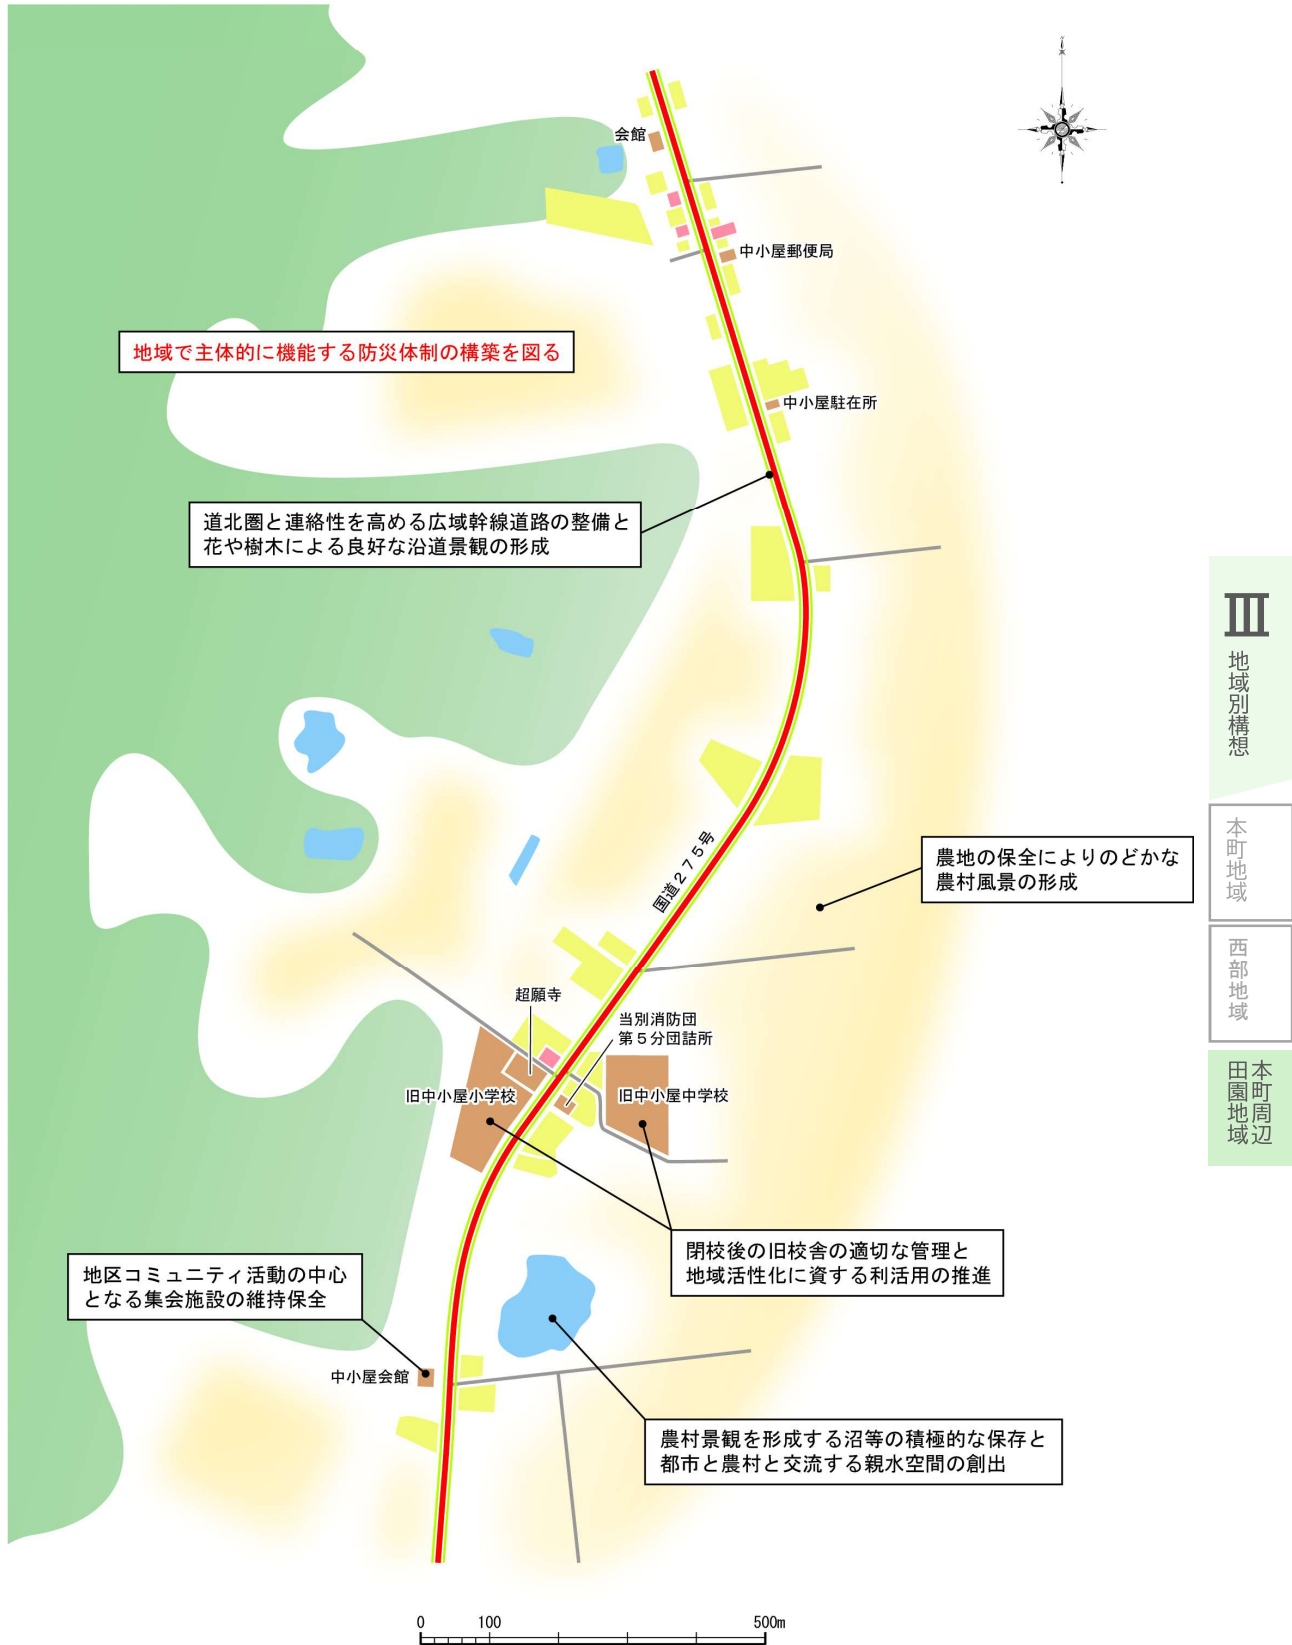 会館
中小屋郵便局
地域で主体的に機能する防災体制の構築を図る
中小屋駐在所
道北圏と連絡性を高める広域幹線道路の整備と
花や樹木による良好な沿道景観の形成
Ⅲ
地域別構想
本町地域
西部地域
本町周辺
田園地域
国道２７５号
農地の保全によりのどかな
農村風景の形成
超願寺
当別消防団
第５分団詰所
旧中小屋小学校
旧中小屋中学校
閉校後の旧校舎の適切な管理と
地域活性化に資する利活用の推進
地区コミュニティ活動の中心
となる集会施設の維持保全
中小屋会館
農村景観を形成する沼等の積極的な保存と
都市と農村と交流する親水空間の創出
0 100 500m